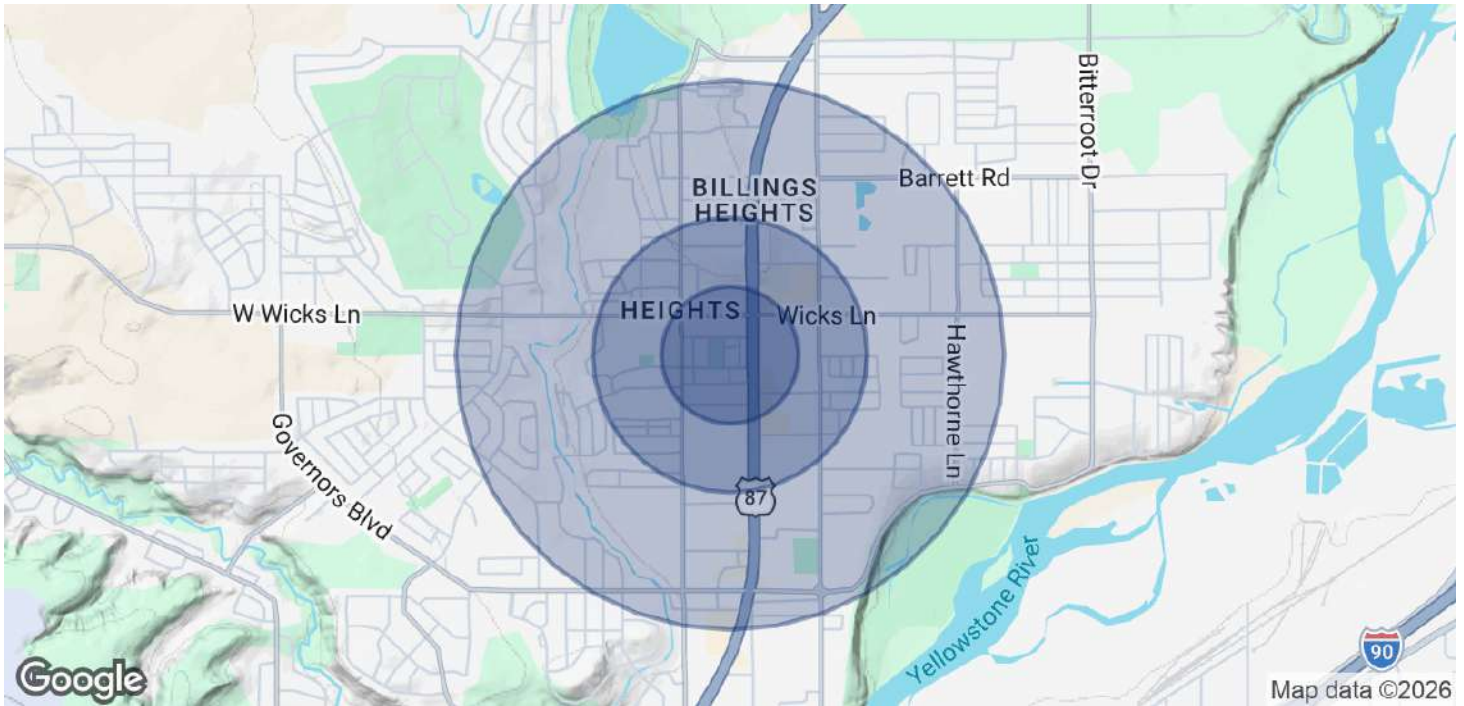 Bitterroot Dr
Barrett Rd
BILLINGS
HEIGHTS
W Wicks Ln
HEIGHTS
Wicks Ln
Hawthorne Ln
Governors Blvd
87
Yellowstone River
90
Google
Map data ©2026